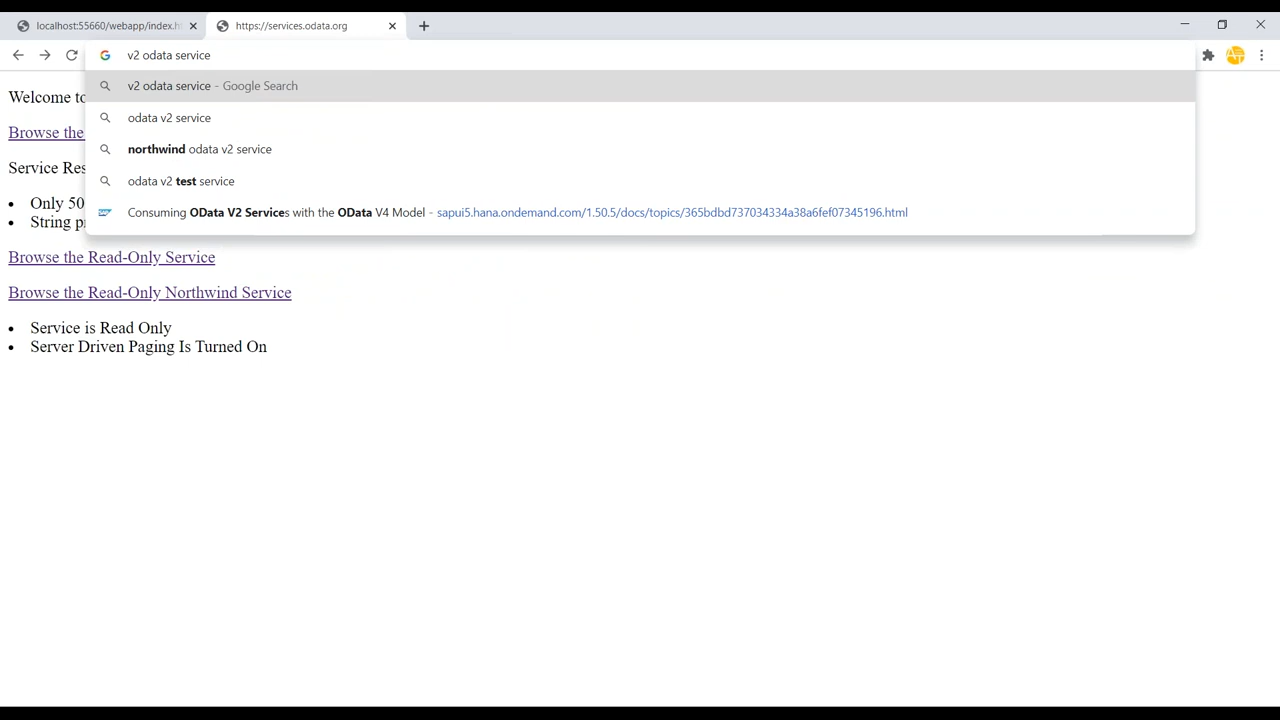 localhost:55660/webapp/index.h
https://services.odata.org
v2 odata service
v2 odata service - Google Search
odata v2 service
northwind odata v2 service
odata v2 test service
Consuming OData V2 Services with the OData V4 Model - sapui5.hana.ondemand.com/1.50.5/docs/topics/365bdbd737034334a38a6fef07345196.html
Welcome to
Browse the
Service Res
• Only 50
• String p
Browse the Read-Only Service
Browse the Read-Only Northwind Service
• Service is Read Only
• Server Driven Paging Is Turned On